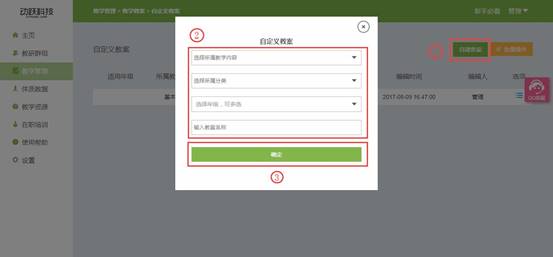 动跃科技
教学管理 > 教学教案 > 自定义教案
新手必看 管理
主页
教研群组
教学管理
体测数据
教学资源
在职培训
使用帮助
设置
自定义教案
①
自建教案
批量操作
适用年级
所属教
编辑时间
编辑人
选项
基本
2017-06-09 16:47:00
管理
QQ客服
②
自定义教案
选择所属教学内容
选择所属分类
选择年级，可多选
输入教案名称
确定
③